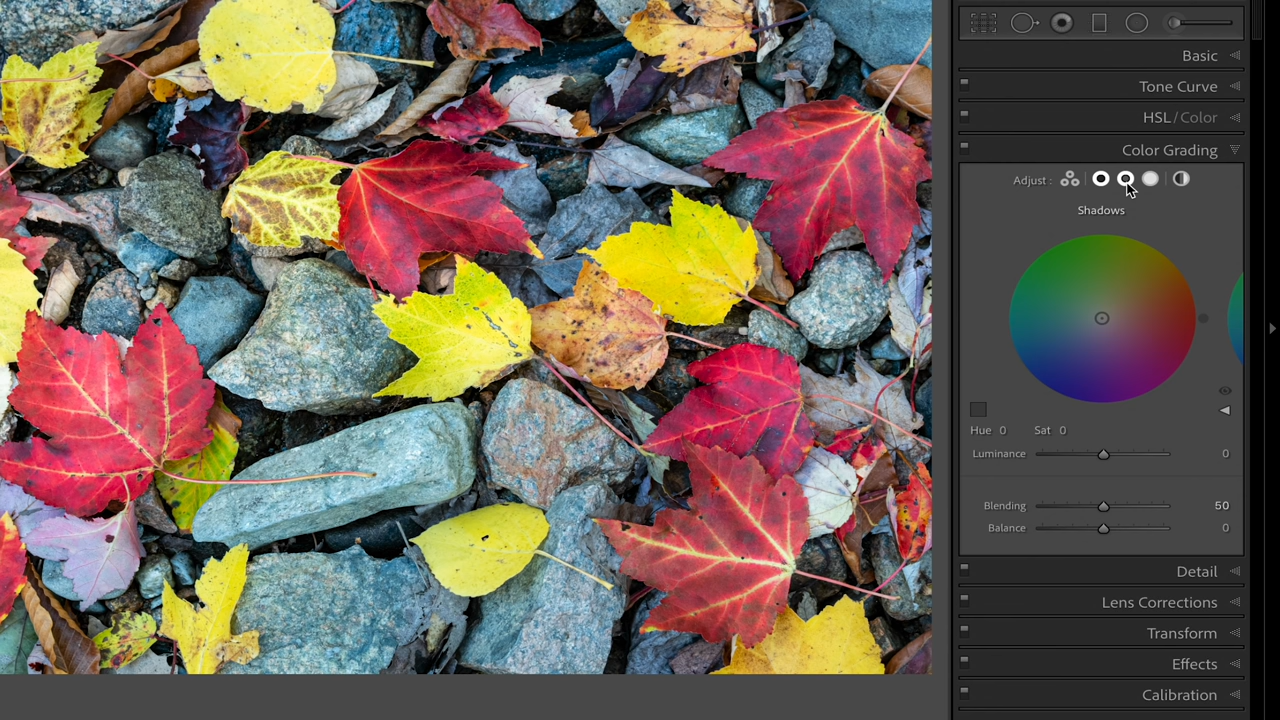 Basic
Tone Curve
HSL / Color
Color Grading
Adjust :
Shadows
Hue 0 Sat 0
Luminance 0
Blending 50
Balance 0
Detail
Lens Corrections
Transform
Effects
Calibration